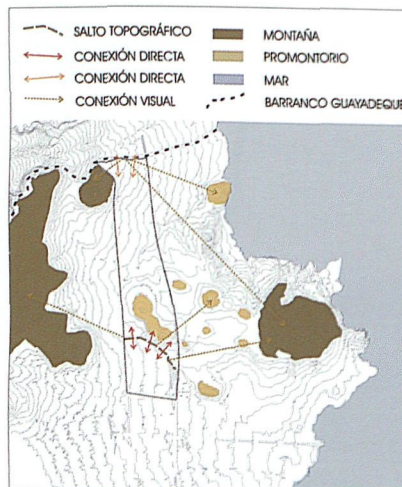 SALTO TOPOGRÁFICO
CONEXIÓN DIRECTA
CONEXIÓN DIRECTA
CONEXIÓN VISUAL
MONTAÑA
PROMONTORIO
MAR
BARRANCO GUAYADEQUE